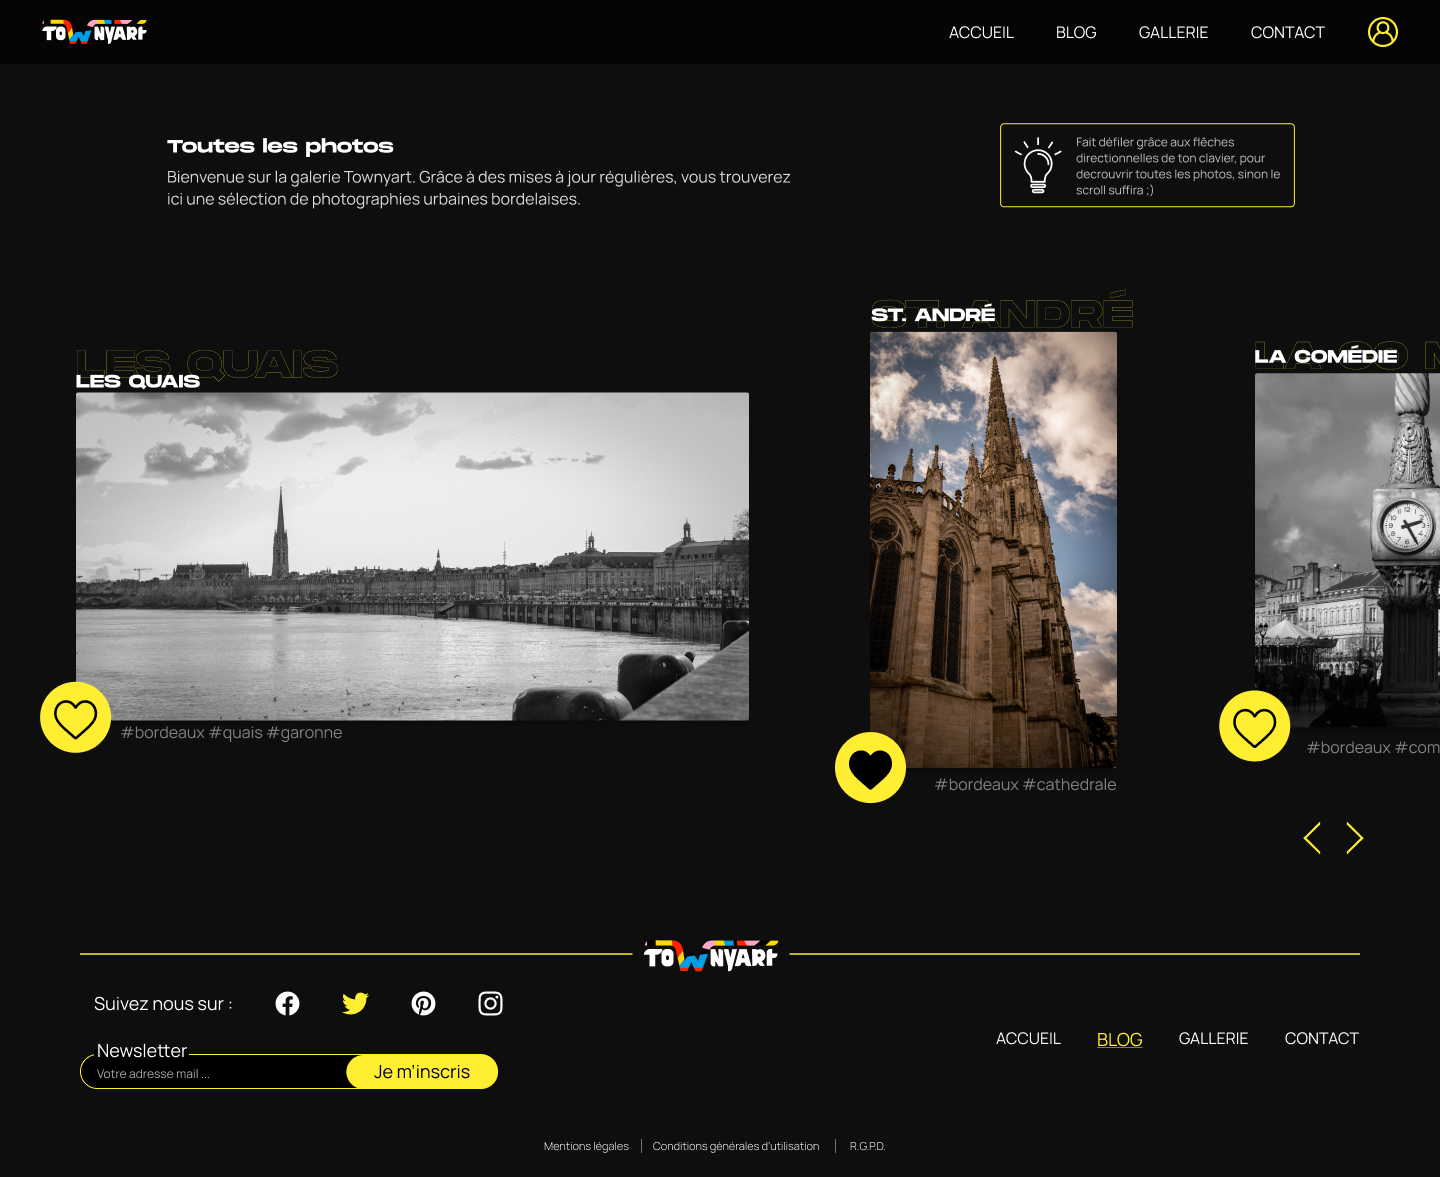 TOWNYART
ACCUEIL
BLOG
GALLERIE
CONTACT
Toutes les photos
Bienvenue sur la galerie Townyart. Grâce à des mises à jour régulières, vous trouverez
ici une sélection de photographies urbaines bordelaises.
Fait défiler grâce aux flêches
directionnelles de ton clavier, pour
decrouvrir toutes les photos, sinon le
scroll suffira ;)
LES QUAIS
LES QUAIS
#bordeaux #quais #garonne
ST. ANDRÉ
ST. ANDRÉ
#bordeaux #cathedrale
LA CO
LA COMÉDIE
#bordeaux #com
TOWNYART
Suivez nous sur :
Newsletter
Votre adresse mail ...
Je m'inscris
ACCUEIL
BLOG
GALLERIE
CONTACT
Mentions légales
Conditions générales d'utilisation
R.G.P.D.